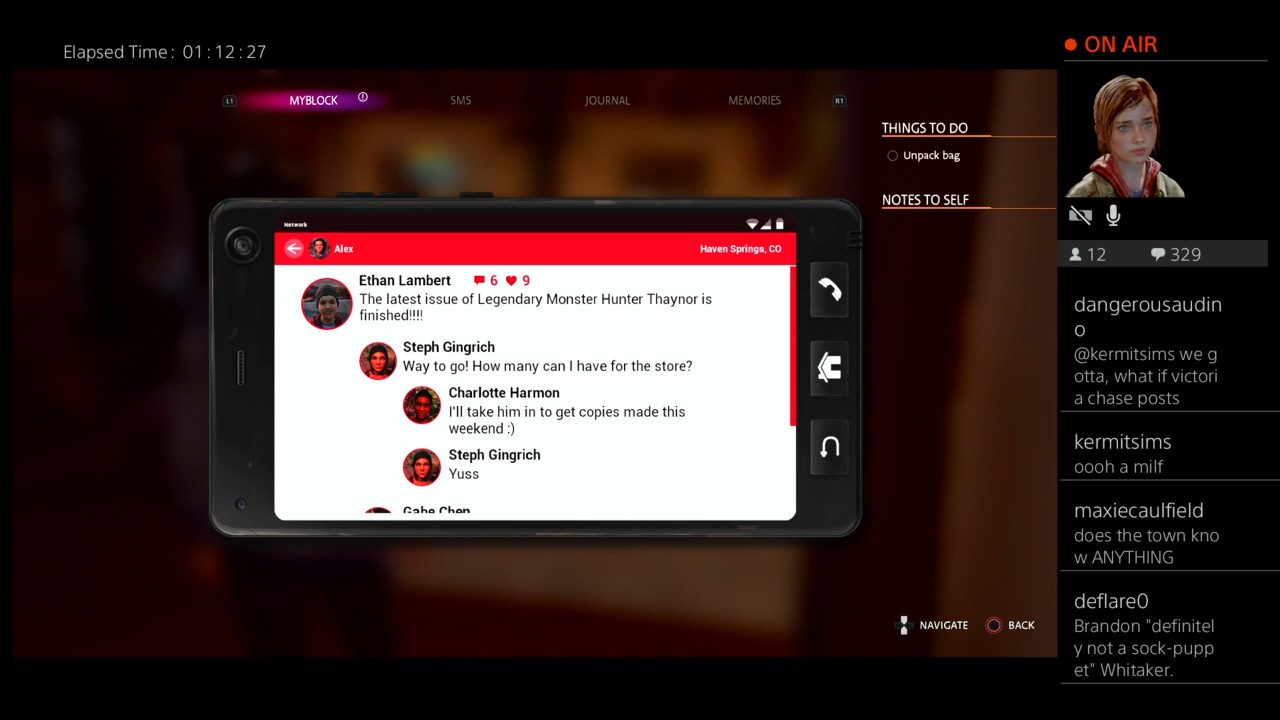 Elapsed Time: 01:12:27
ON AIR
L1
MYBLOCK
SMS
JOURNAL
MEMORIES
R1
THINGS TO DO
Unpack bag
NOTES TO SELF
Network
Alex
Haven Springs, CO
Ethan Lambert 6 9
The latest issue of Legendary Monster Hunter Thaynor is
finished!!!!
Steph Gingrich
Way to go! How many can I have for the store?
Charlotte Harmon
I'll take him in to get copies made this
weekend :)
Steph Gingrich
Yuss
Gabe Chen
NAVIGATE
BACK
12
329
dangerousaudin
o
@kermitsims we g
otta, what if victori
a chase posts
kermitsims
oooh a milf
maxiecaulfield
does the town kno
w ANYTHING
deflare0
Brandon "definitel
y not a sock-pupp
et" Whitaker.